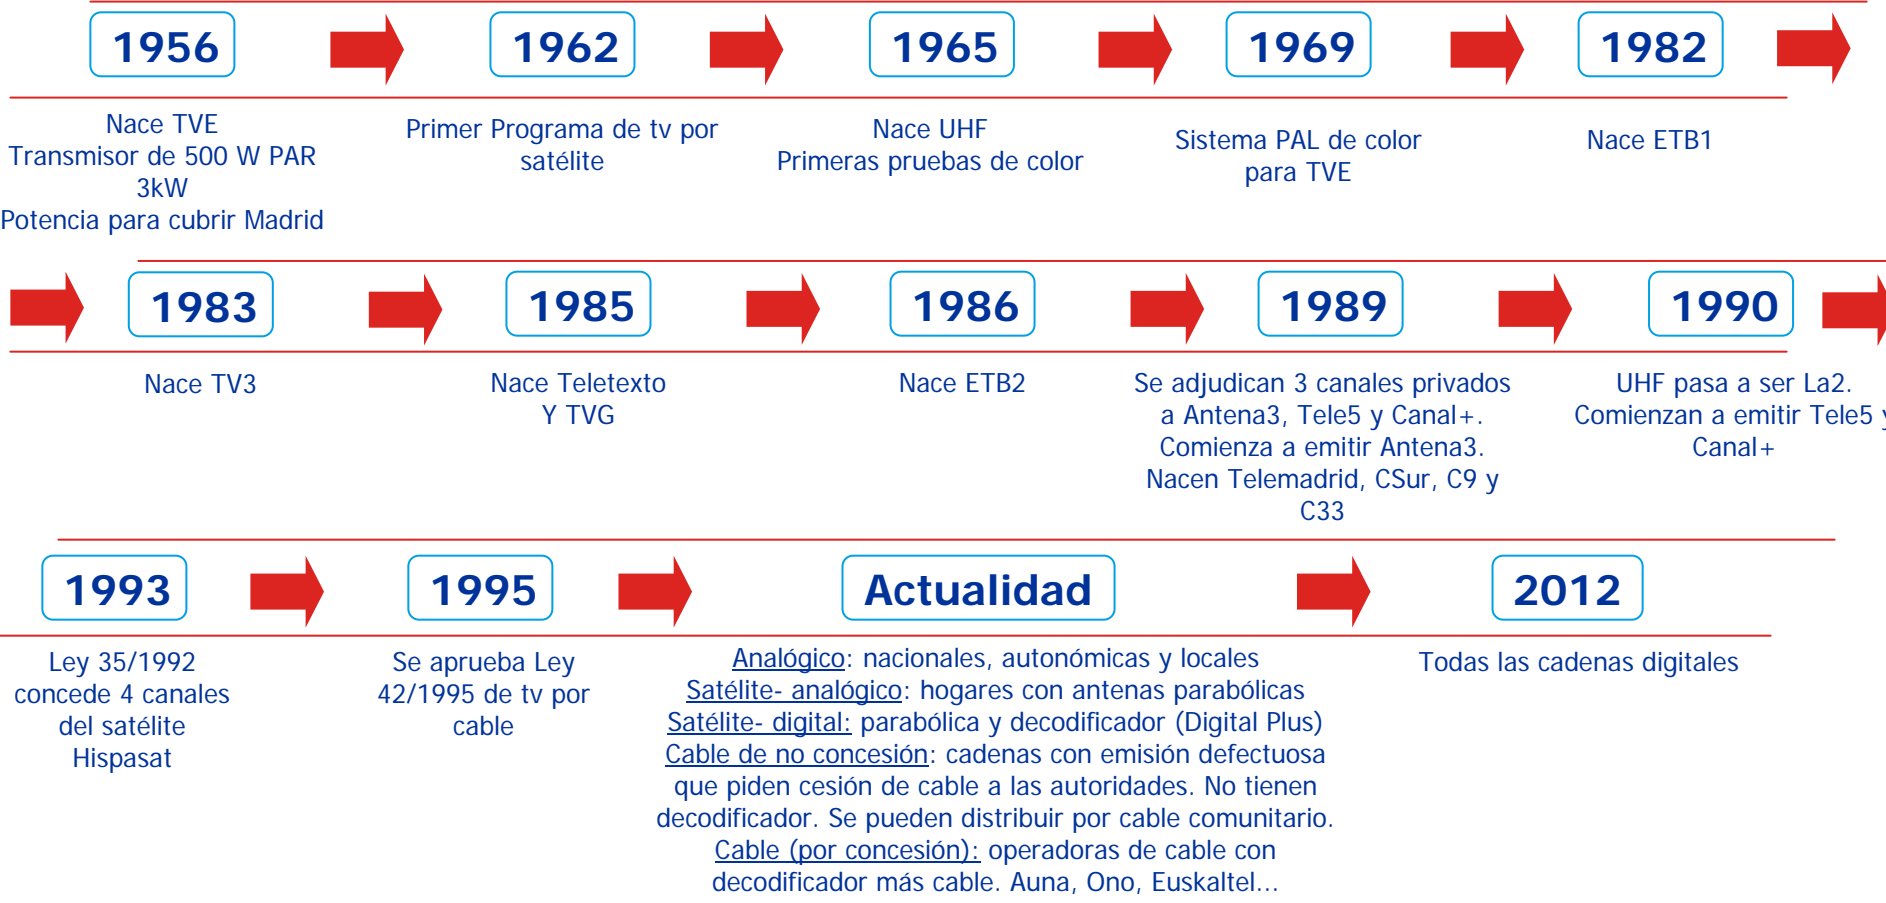 1956
1962
1965
1969
1982
Nace TVE
Transmisor de 500 W PAR
3kW
Potencia para cubrir Madrid
Primer Programa de tv por
satélite
Nace UHF
Primeras pruebas de color
Sistema PAL de color
para TVE
Nace ETB1
1983
1985
1986
1989
1990
Nace TV3
Nace Teletexto
Y TVG
Nace ETB2
Se adjudican 3 canales privados
a Antena3, Tele5 y Canal+.
Comienza a emitir Antena3.
Nacen Telemadrid, CSur, C9 y
C33
UHF pasa a ser La2.
Comienzan a emitir Tele5 y
Canal+
1993
1995
Actualidad
2012
Ley 35/1992
concede 4 canales
del satélite
Hispasat
Se aprueba Ley
42/1995 de tv por
cable
Analógico: nacionales, autonómicas y locales
Satélite- analógico: hogares con antenas parabólicas
Satélite- digital: parabólica y decodificador (Digital Plus)
Cable de no concesión: cadenas con emisión defectuosa
que piden cesión de cable a las autoridades. No tienen
decodificador. Se pueden distribuir por cable comunitario.
Cable (por concesión): operadoras de cable con
decodificador más cable. Auna, Ono, Euskaltel...
Todas las cadenas digitales